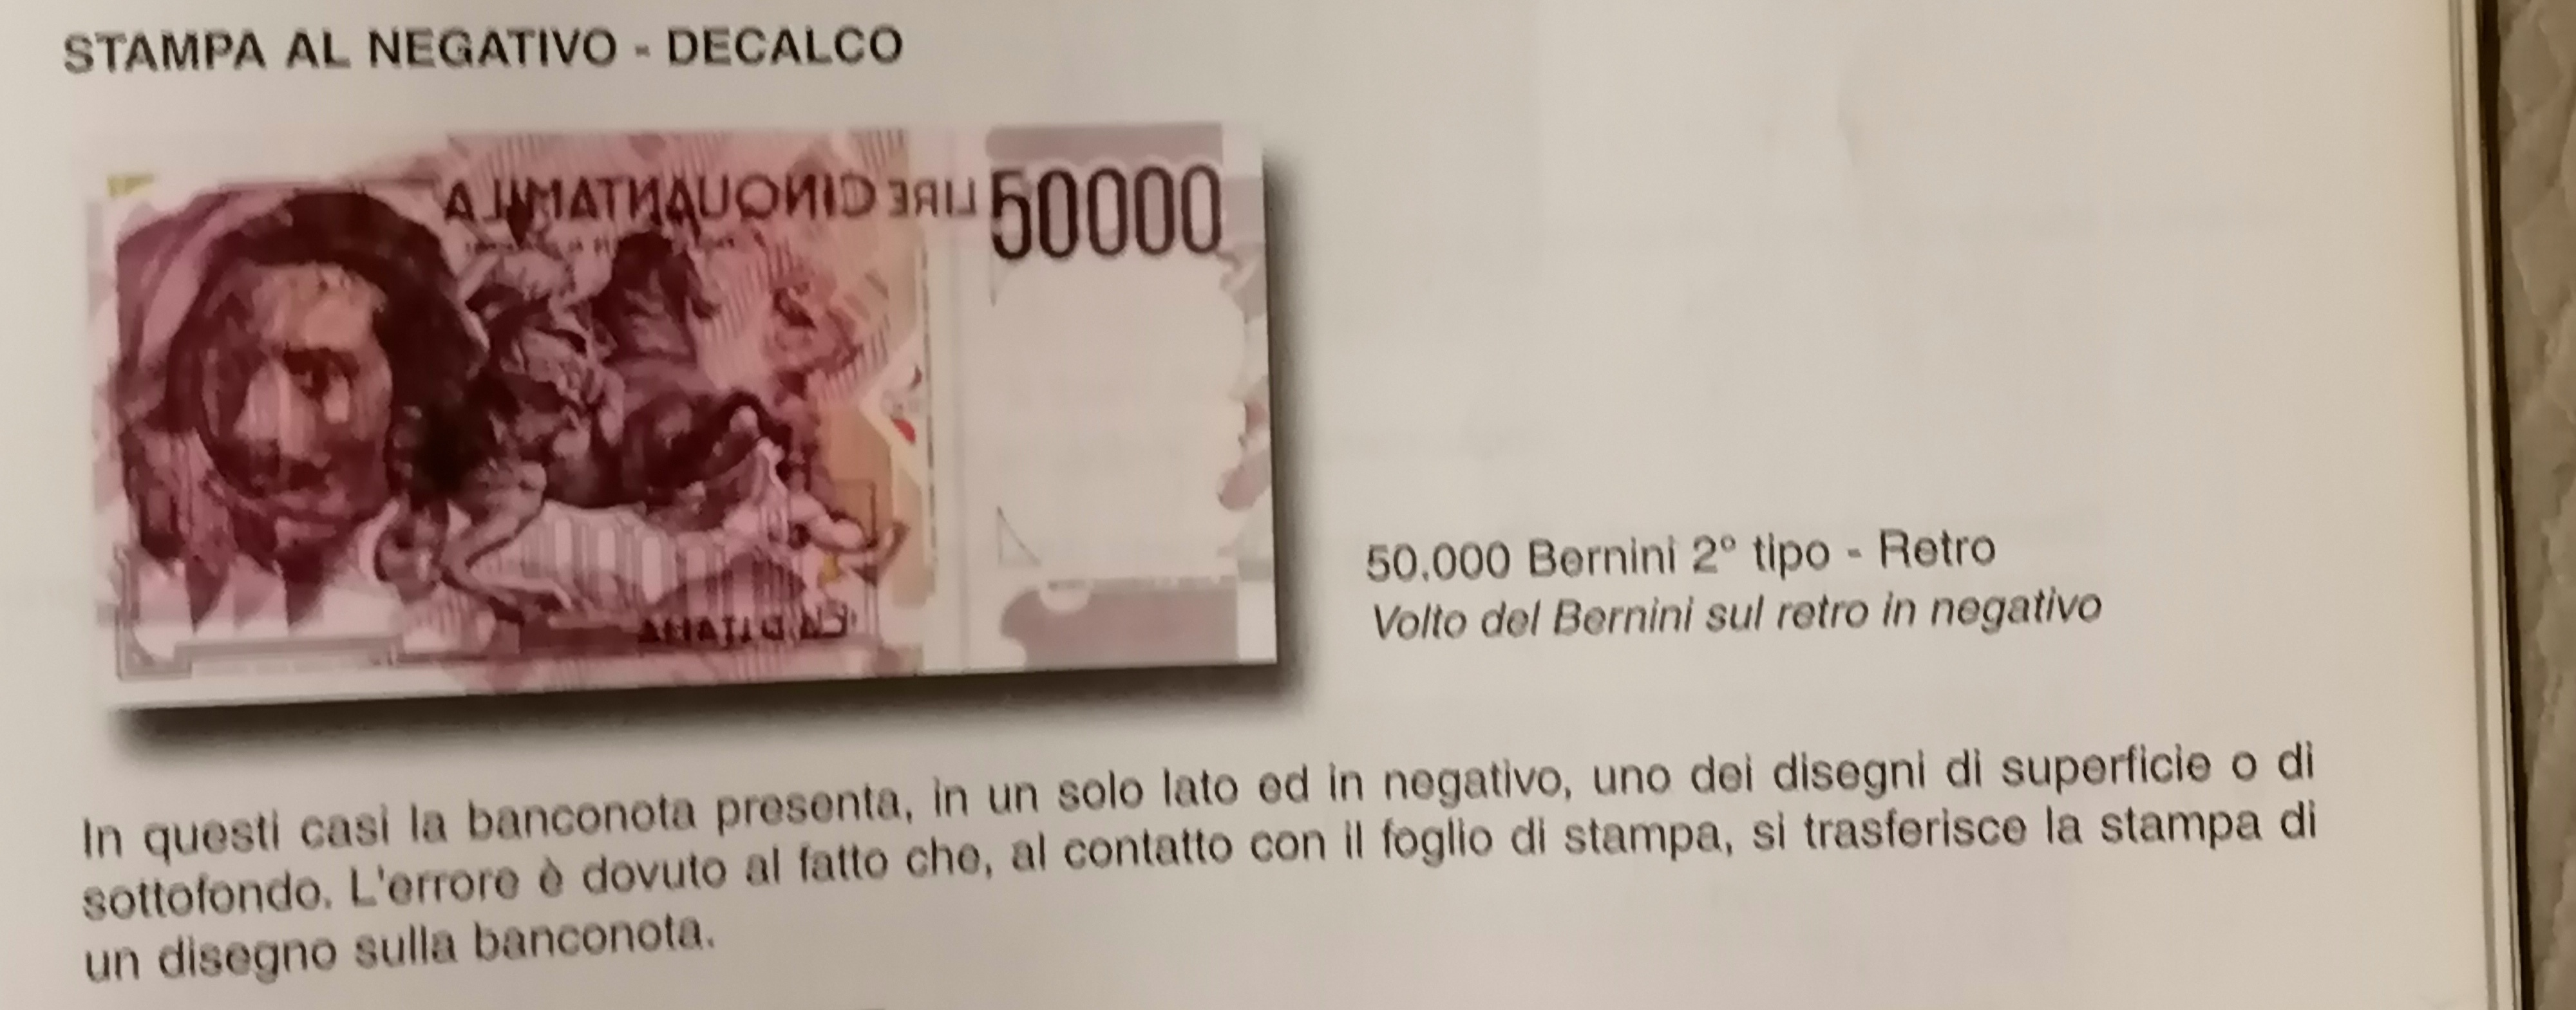 STAMPA AL NEGATIVO - DECALCO
LIRE CINQUANTAMILA
50000
50.000 Bernini 2° tipo - Retro
Volto del Bernini sul retro in negativo
In questi casi la banconota presenta, in un solo lato ed in negativo, uno dei disegni di superficie o di
sottofondo. L'errore è dovuto al fatto che, al contatto con il foglio di stampa, si trasferisce la stampa di
un disegno sulla banconota.